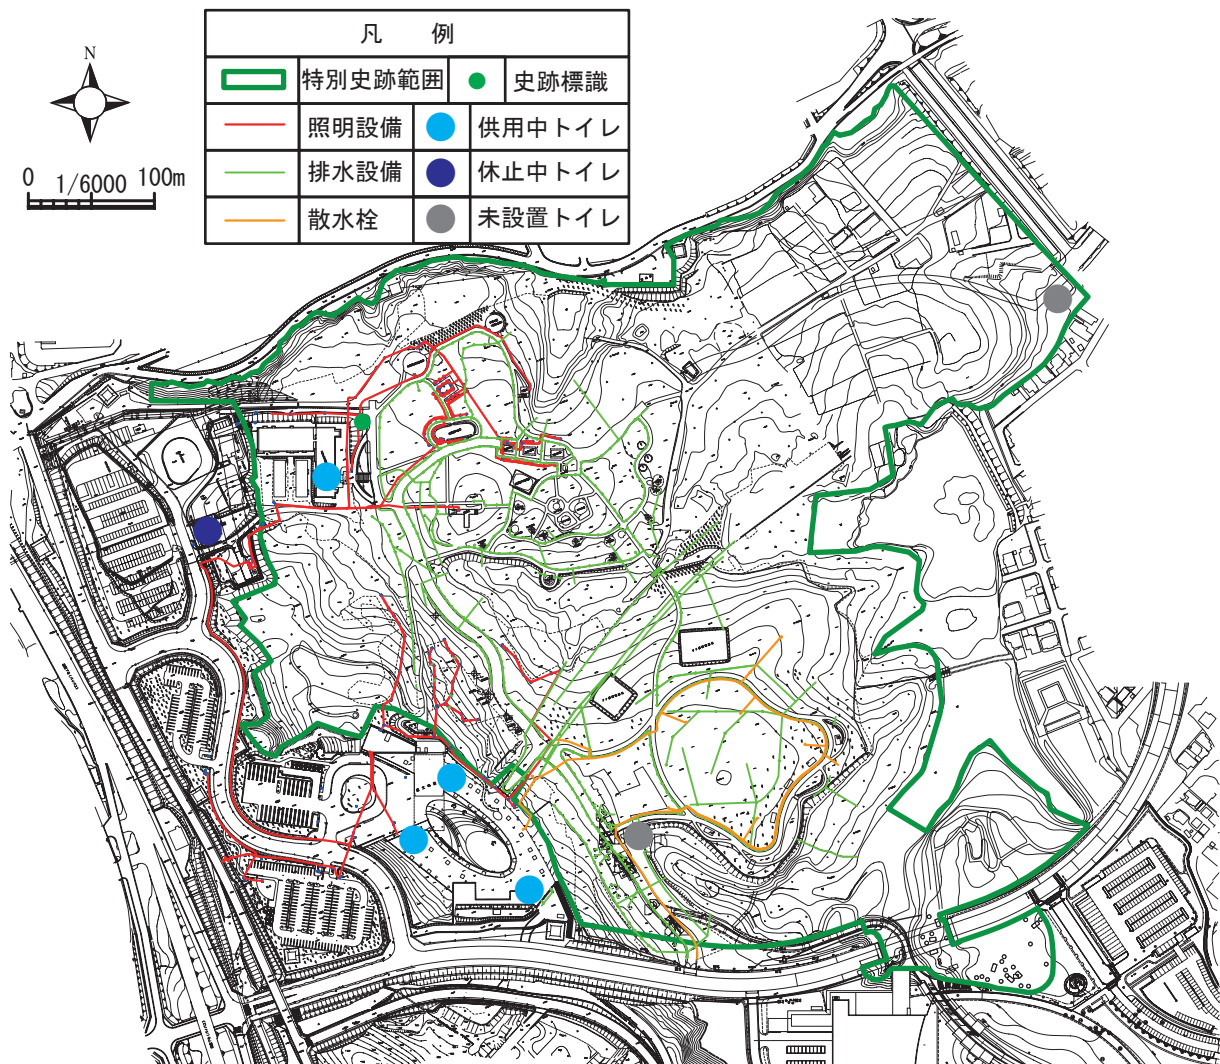 凡 例
特別史跡範囲 史跡標識
照明設備 供用中トイレ
排水設備 休止中トイレ
散水栓 未設置トイレ
N
0 1/6000 100m